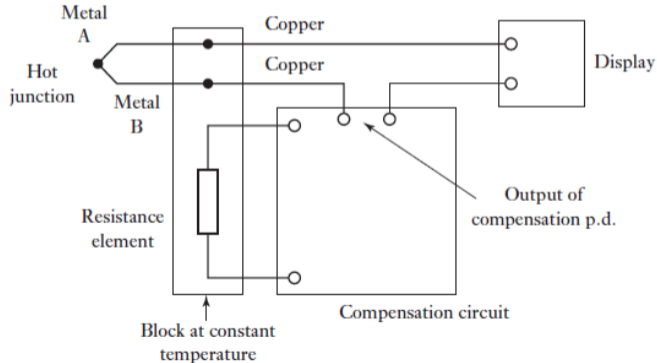 Metal
A
Copper
Hot
junction
Copper
Display
Metal
B
Output of
compensation p.d.
Resistance
element
Compensation circuit
Block at constant
temperature